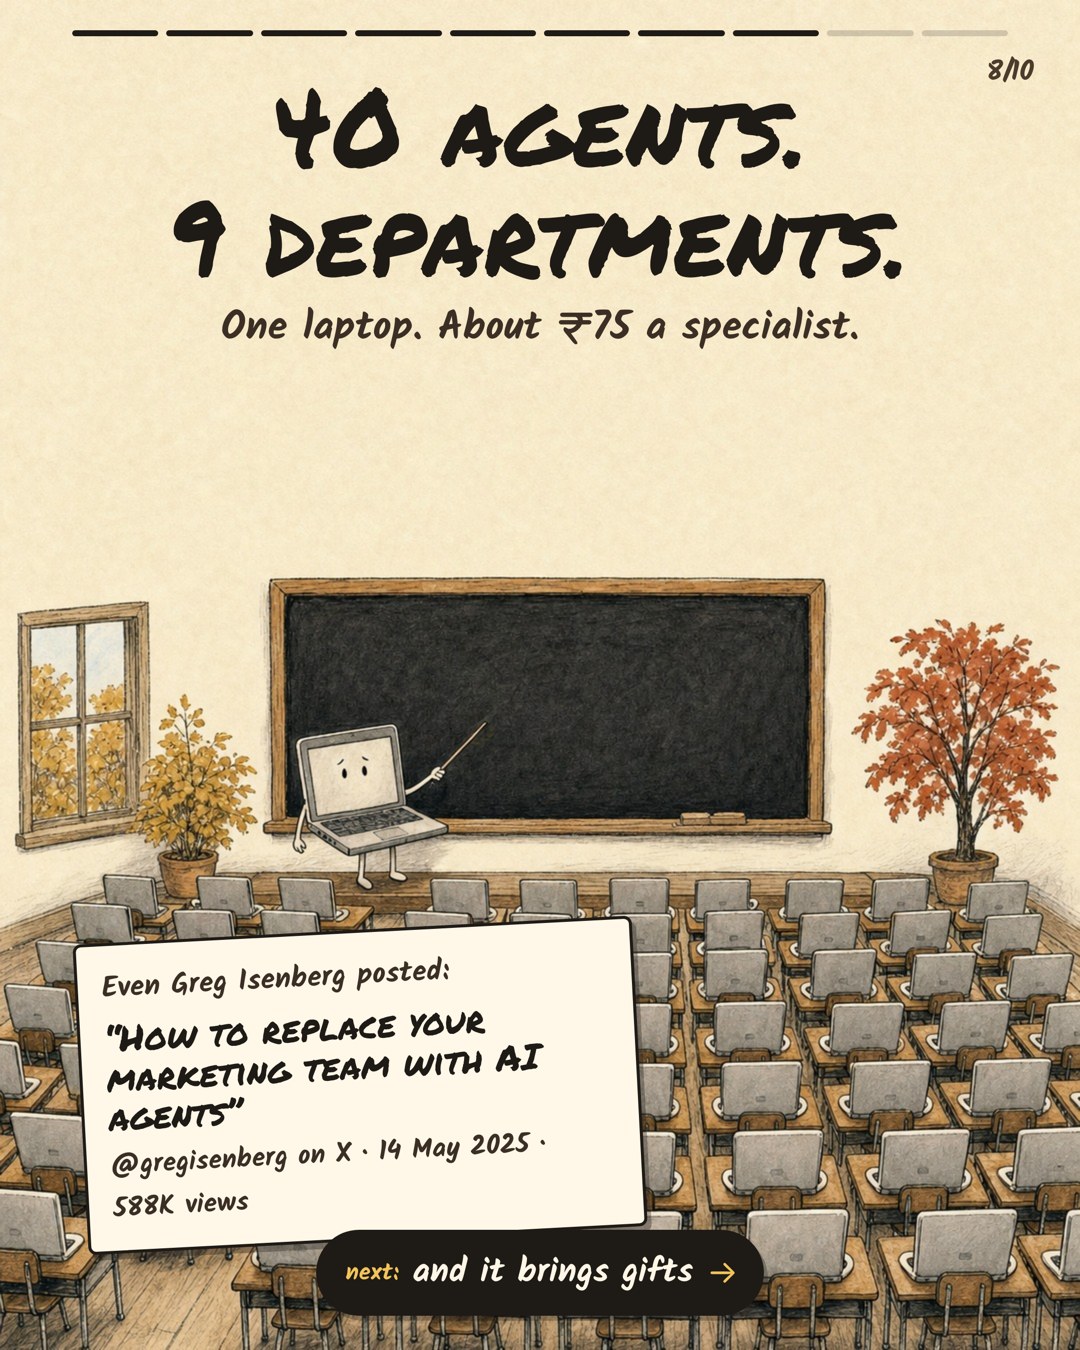 8/10
40 AGENTS.
9 DEPARTMENTS.
One laptop. About ₹75 a specialist.
Even Greg Isenberg posted:
"HOW TO REPLACE YOUR
MARKETING TEAM WITH AI
AGENTS"
@gregisenberg on X · 14 May 2025 ·
588K views
next: and it brings gifts →